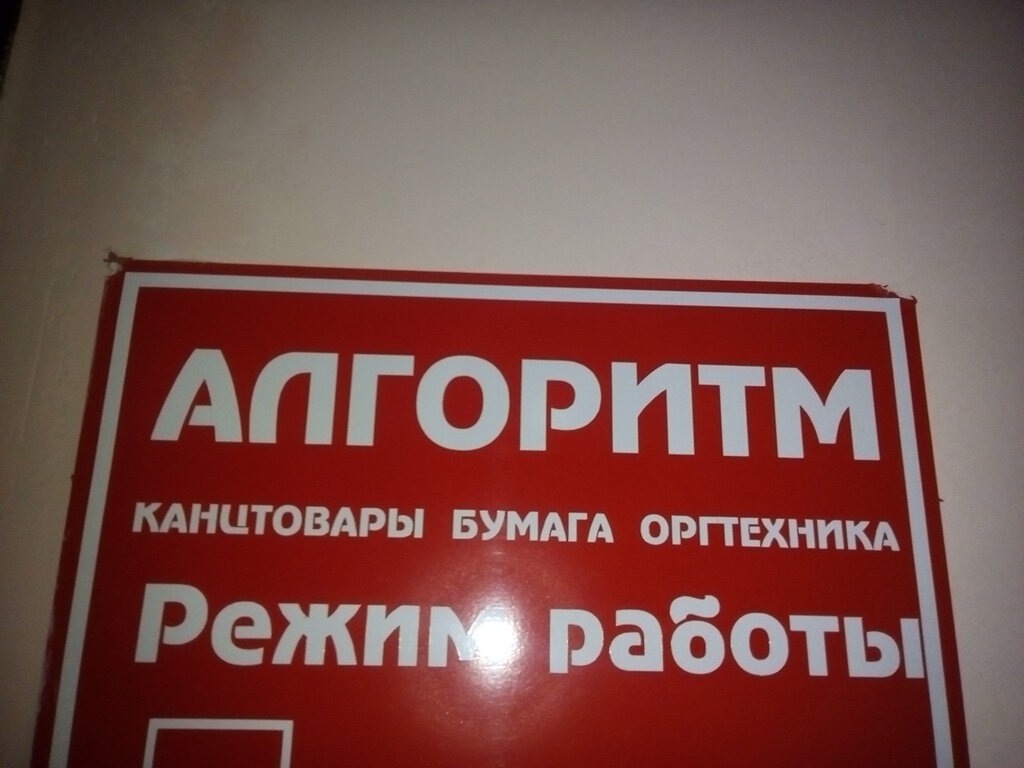 АЛГОРИТМ
КАНЦТОВАРЫ БУМАГА ОРГТЕХНИКА
Режим работы